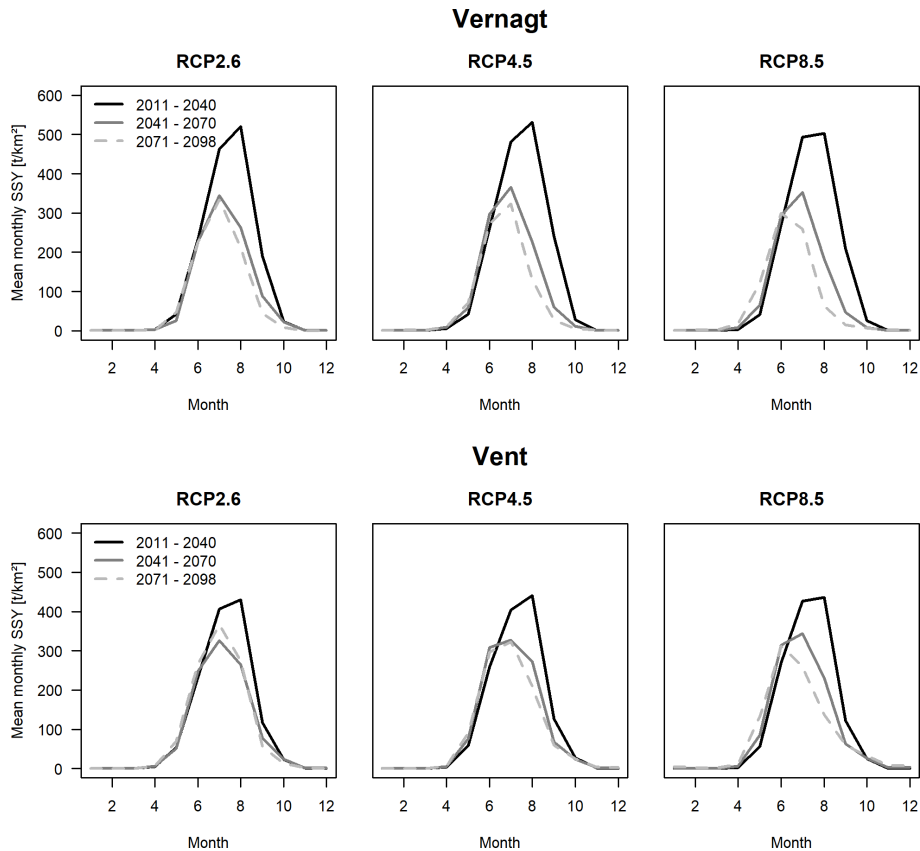 Vernagt
RCP2.6 RCP4.5 RCP8.5
Mean monthly SSY [t/km²]
600
500
400
300
200
100
0
2011 - 2040
2041 - 2070
2071 - 2098
2 4 6 8 10 12 2 4 6 8 10 12 2 4 6 8 10 12
Month Month Month
Vent
RCP2.6 RCP4.5 RCP8.5
Mean monthly SSY [t/km²]
600
500
400
300
200
100
0
2011 - 2040
2041 - 2070
2071 - 2098
2 4 6 8 10 12 2 4 6 8 10 12 2 4 6 8 10 12
Month Month Month